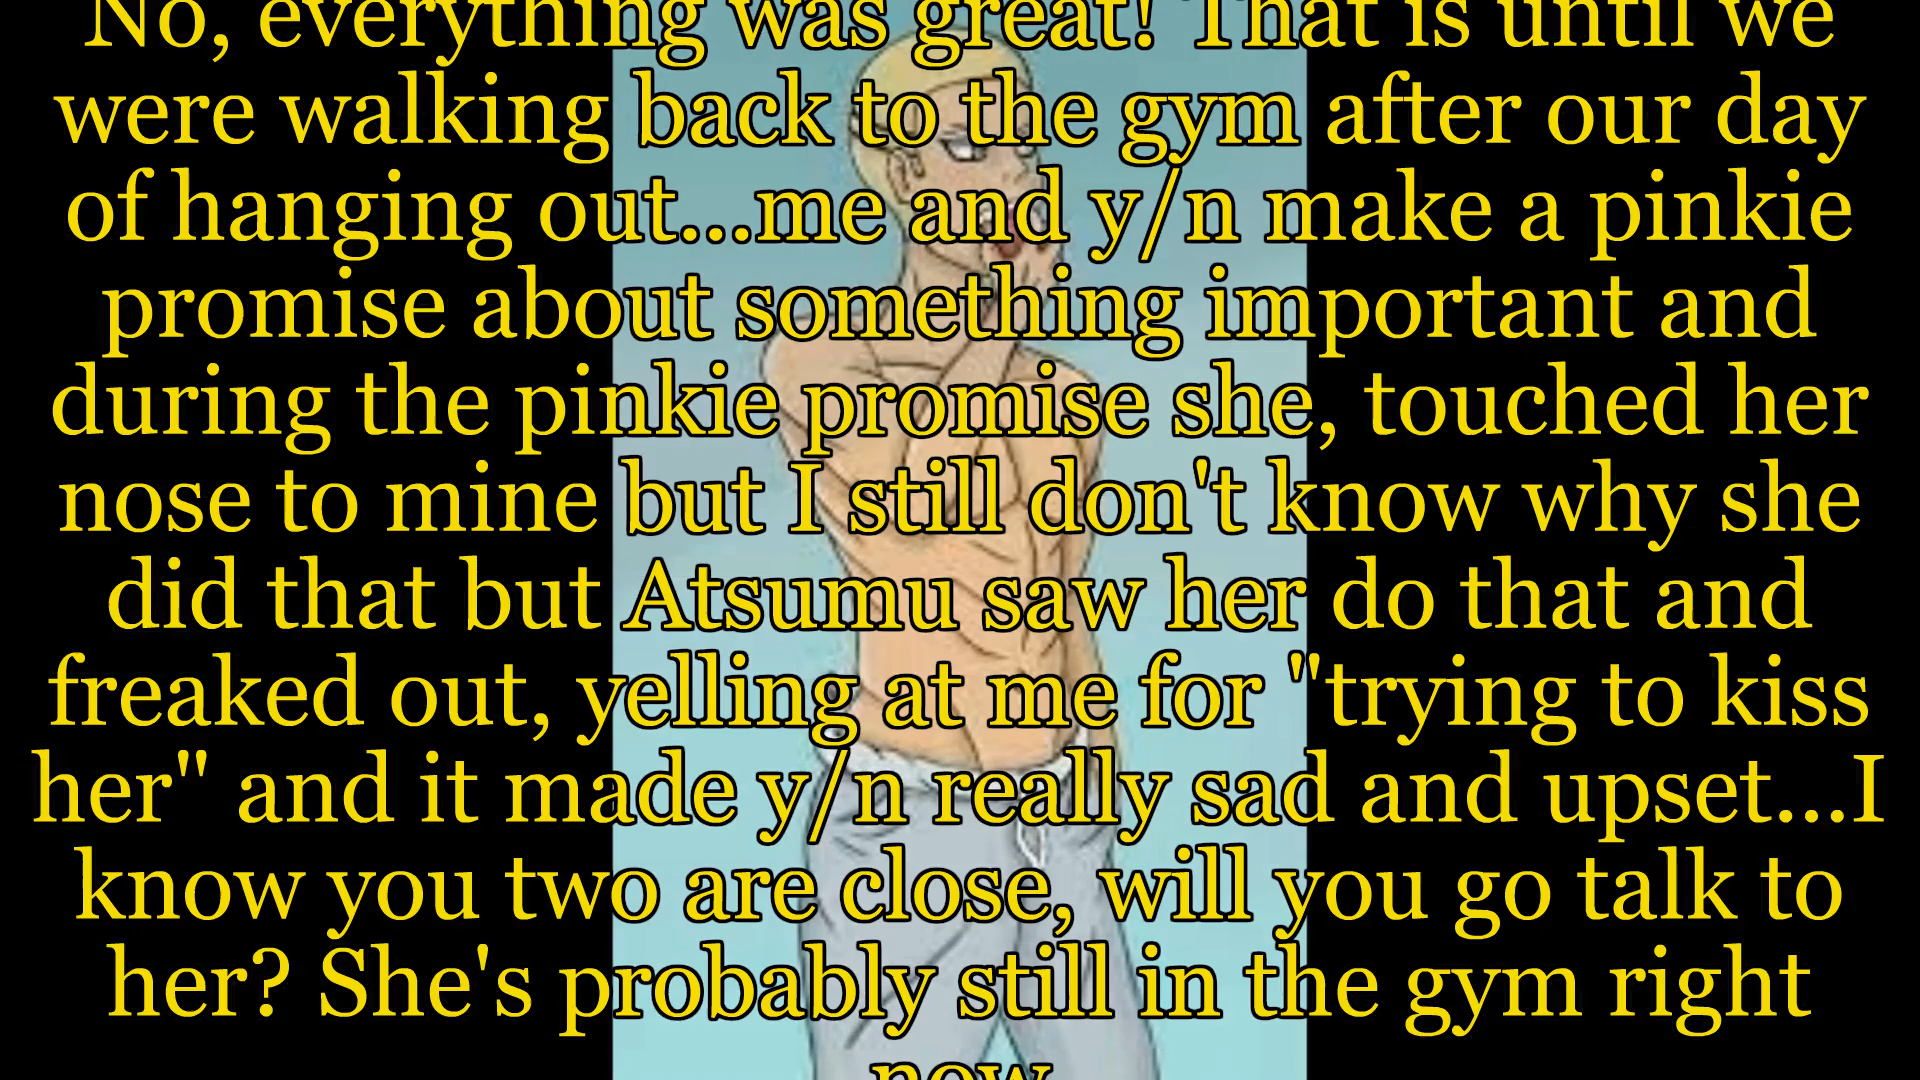 No, everything was great! That is until we
were walking back to the gym after our day
of hanging out...me and y/n make a pinkie
promise about something important and
during the pinkie promise she, touched her
nose to mine but I still don't know why she
did that but Atsumu saw her do that and
freaked out, yelling at me for "trying to kiss
her" and it made y/n really sad and upset...I
know you two are close, will you go talk to
her? She's probably still in the gym right
now